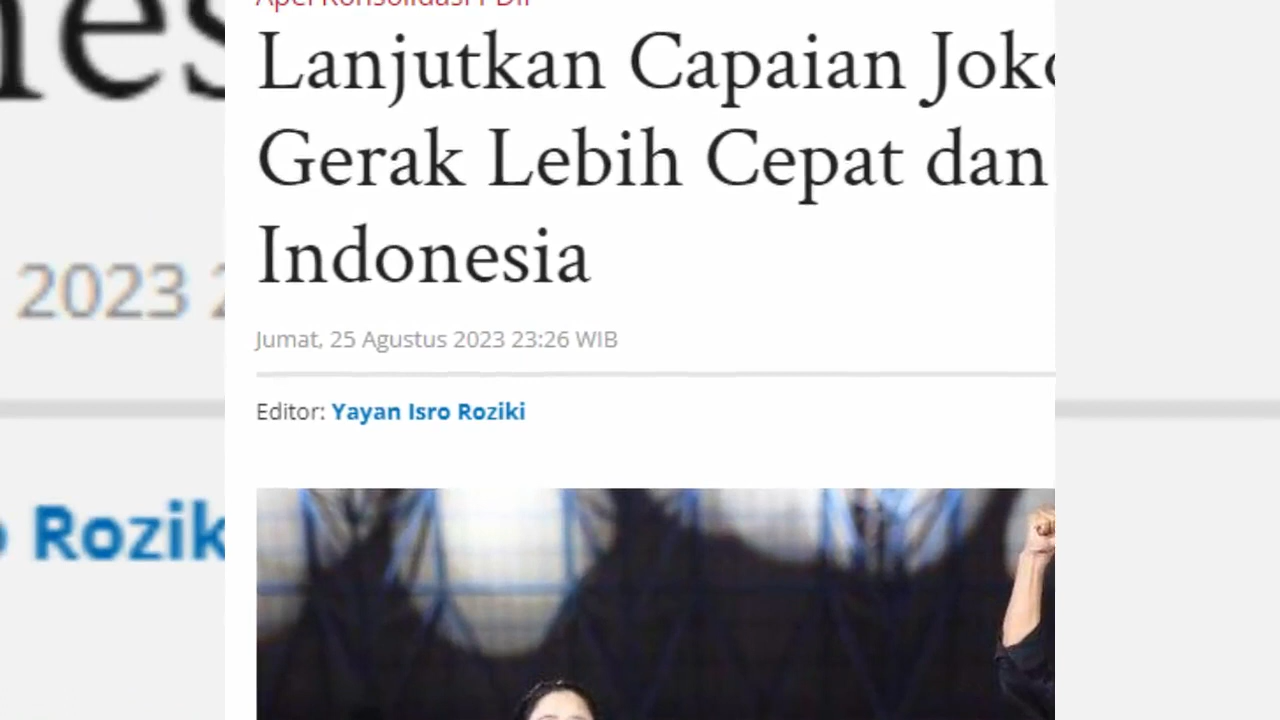 Lanjutkan Capaian Joko
Gerak Lebih Cepat dan
Indonesia
Jumat, 25 Agustus 2023 23:26 WIB
Editor: Yayan Isro Roziki
2023
Rozik